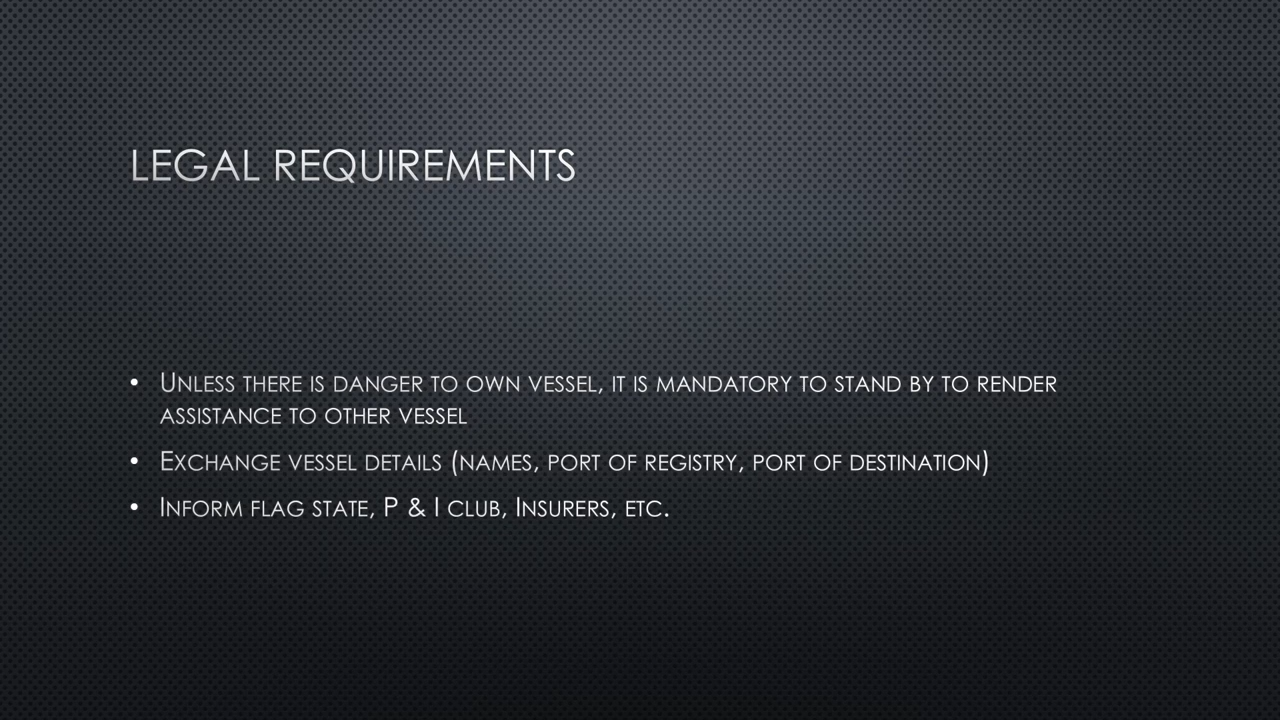 LEGAL REQUIREMENTS
• UNLESS THERE IS DANGER TO OWN VESSEL, IT IS MANDATORY TO STAND BY TO RENDER
ASSISTANCE TO OTHER VESSEL
• EXCHANGE VESSEL DETAILS (NAMES, PORT OF REGISTRY, PORT OF DESTINATION)
• INFORM FLAG STATE, P & I CLUB, INSURERS, ETC.